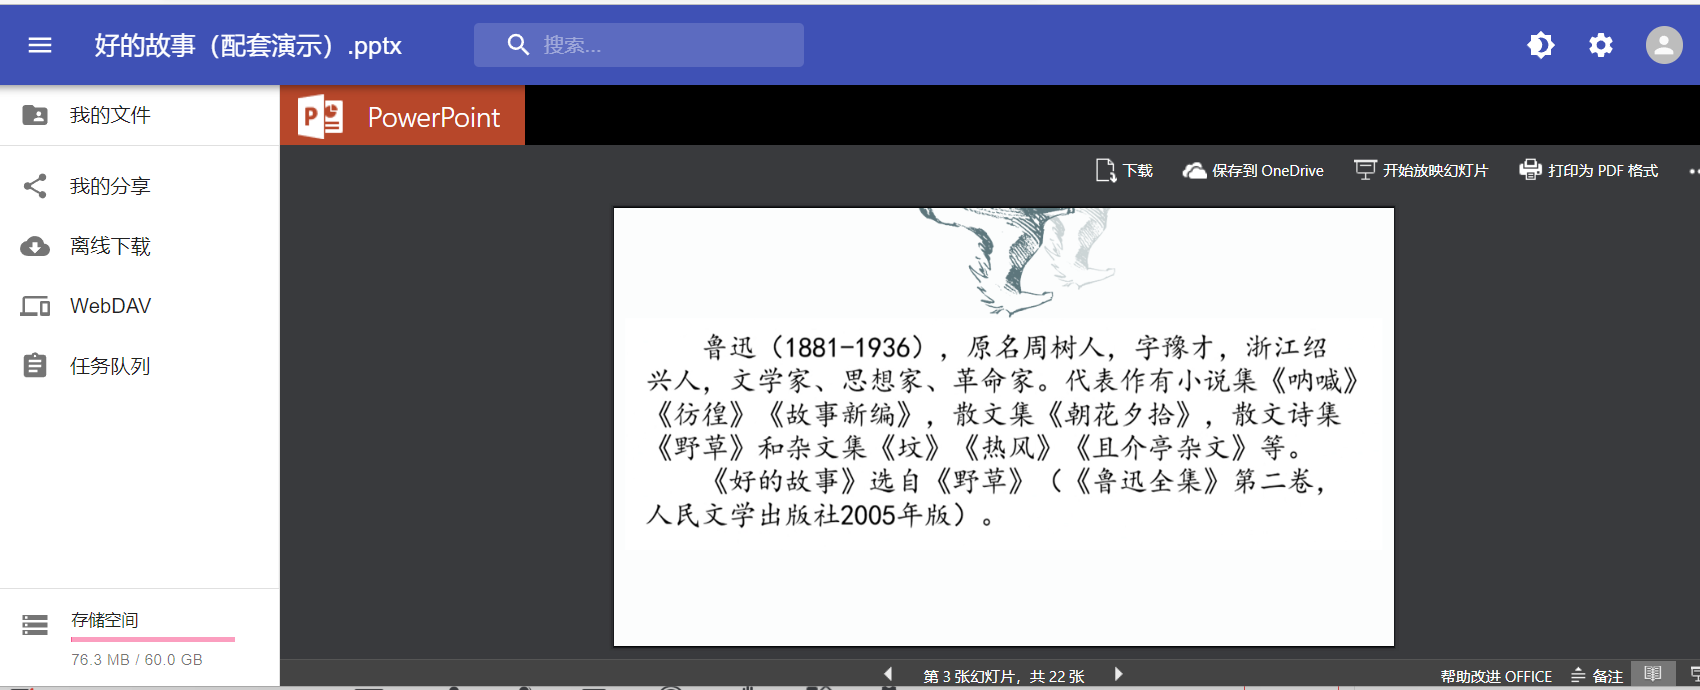 好的故事（配套演示）.pptx
搜索...
我的文件
PowerPoint
我的分享
离线下载
WebDAV
任务队列
存储空间
76.3 MB / 60.0 GB
下载
保存到 OneDrive
开始放映幻灯片
打印为 PDF 格式
鲁迅（1881-1936），原名周树人，字豫才，浙江绍
兴人，文学家、思想家、革命家。代表作有小说集《呐喊》
《彷徨》《故事新编》，散文集《朝花夕拾》，散文诗集
《野草》和杂文集《坟》《热风》《且介亭杂文》等。
《好的故事》选自《野草》（《鲁迅全集》第二卷，
人民文学出版社2005年版）。
第 3 张幻灯片，共 22 张
帮助改进 OFFICE
备注